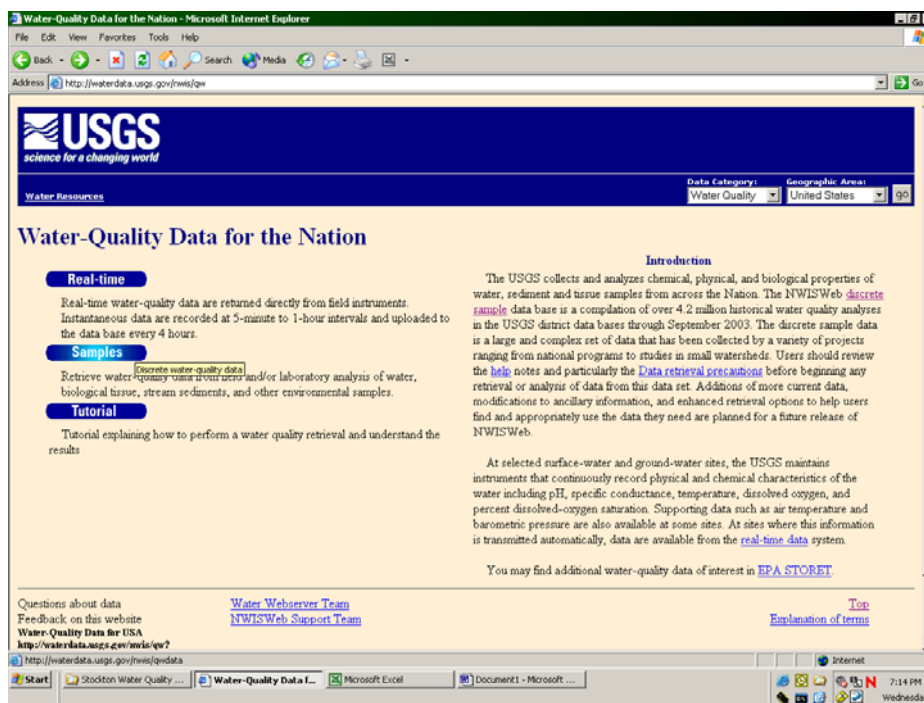 Water-Quality Data for the Nation - Microsoft Internet Explorer
File Edit View Favorites Tools Help
Back Search Media
Address http://waterdata.usgs.gov/nwis/qw Go
USGS
science for a changing world
Data Category: Geographic Area:
Water Resources Water Quality United States go
Water-Quality Data for the Nation
Real-time
Real-time water-quality data are returned directly from field instruments.
Instantaneous data are recorded at 5-minute to 1-hour intervals and uploaded to
the data base every 4 hours.
Samples
Discrete water-quality data
Retrieve water-quality data from field and/or laboratory analysis of water,
biological tissue, stream sediments, and other environmental samples.
Tutorial
Tutorial explaining how to perform a water quality retrieval and understand the
results
Introduction
The USGS collects and analyzes chemical, physical, and biological properties of
water, sediment and tissue samples from across the Nation. The NWISWeb discrete
sample data base is a compilation of over 4.2 million historical water quality analyses
in the USGS district data bases through September 2003. The discrete sample data
is a large and complex set of data that has been collected by a variety of projects
ranging from national programs to studies in small watersheds. Users should review
the help notes and particularly the Data retrieval precautions before beginning any
retrieval or analysis of data from this data set. Additions of more current data,
modifications to ancillary information, and enhanced retrieval options to help users
find and appropriately use the data they need are planned for a future release of
NWISWeb.
At selected surface-water and ground-water sites, the USGS maintains
instruments that continuously record physical and chemical characteristics of the
water including pH, specific conductance, temperature, dissolved oxygen, and
percent dissolved-oxygen saturation. Supporting data such as air temperature and
barometric pressure are also available at some sites. At sites where this information
is transmitted automatically, data are available from the real-time data system.
You may find additional water-quality data of interest in EPA STORET.
Questions about data Water Webserver Team Top
Feedback on this website NWISWeb Support Team Explanation of terms
Water-Quality Data for USA
http://waterdata.usgs.gov/nwis/qw?
http://waterdata.usgs.gov/nwis/qwdata Internet
Start Stockton Water Quality ... Water-Quality Data f... Microsoft Excel Document1 - Microsoft ... 7:14 PM
Wednesda